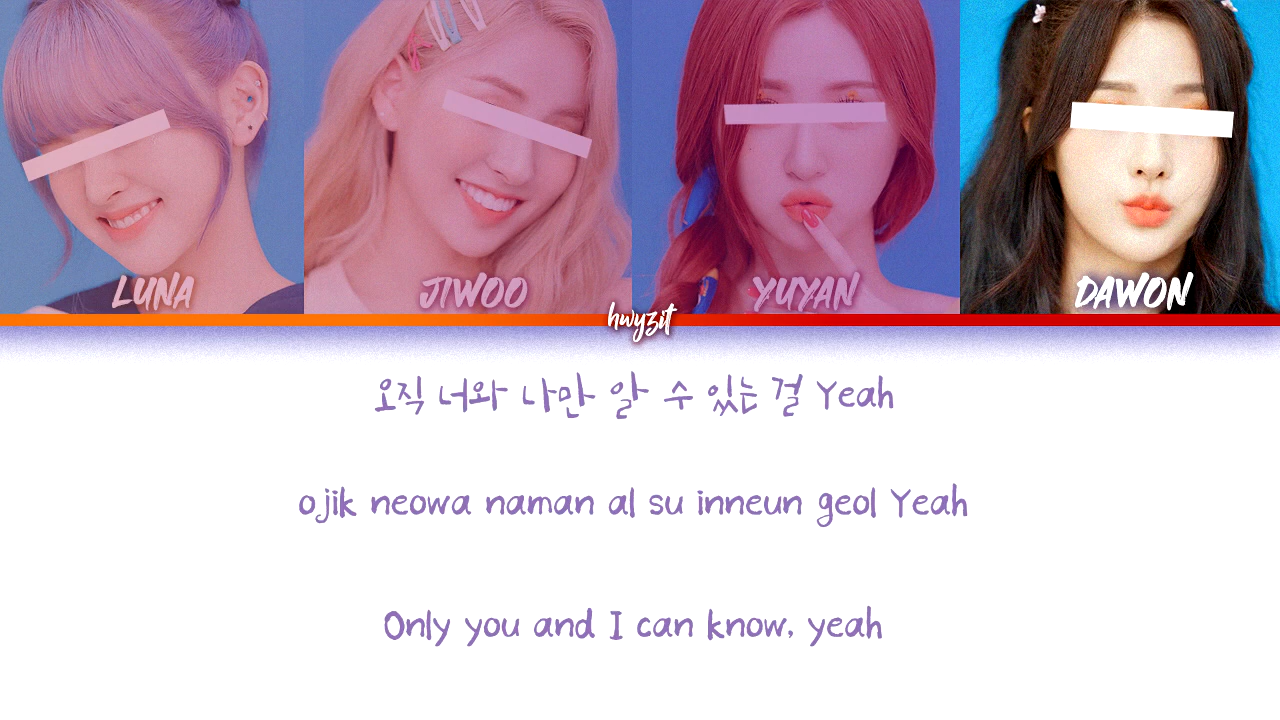 LUNA
JIWOO
YUYAN
DAWON
hwyzit
오직 너와 나만 알 수 있는 걸 Yeah
ojik neowa naman al su inneun geol Yeah
Only you and I can know, yeah